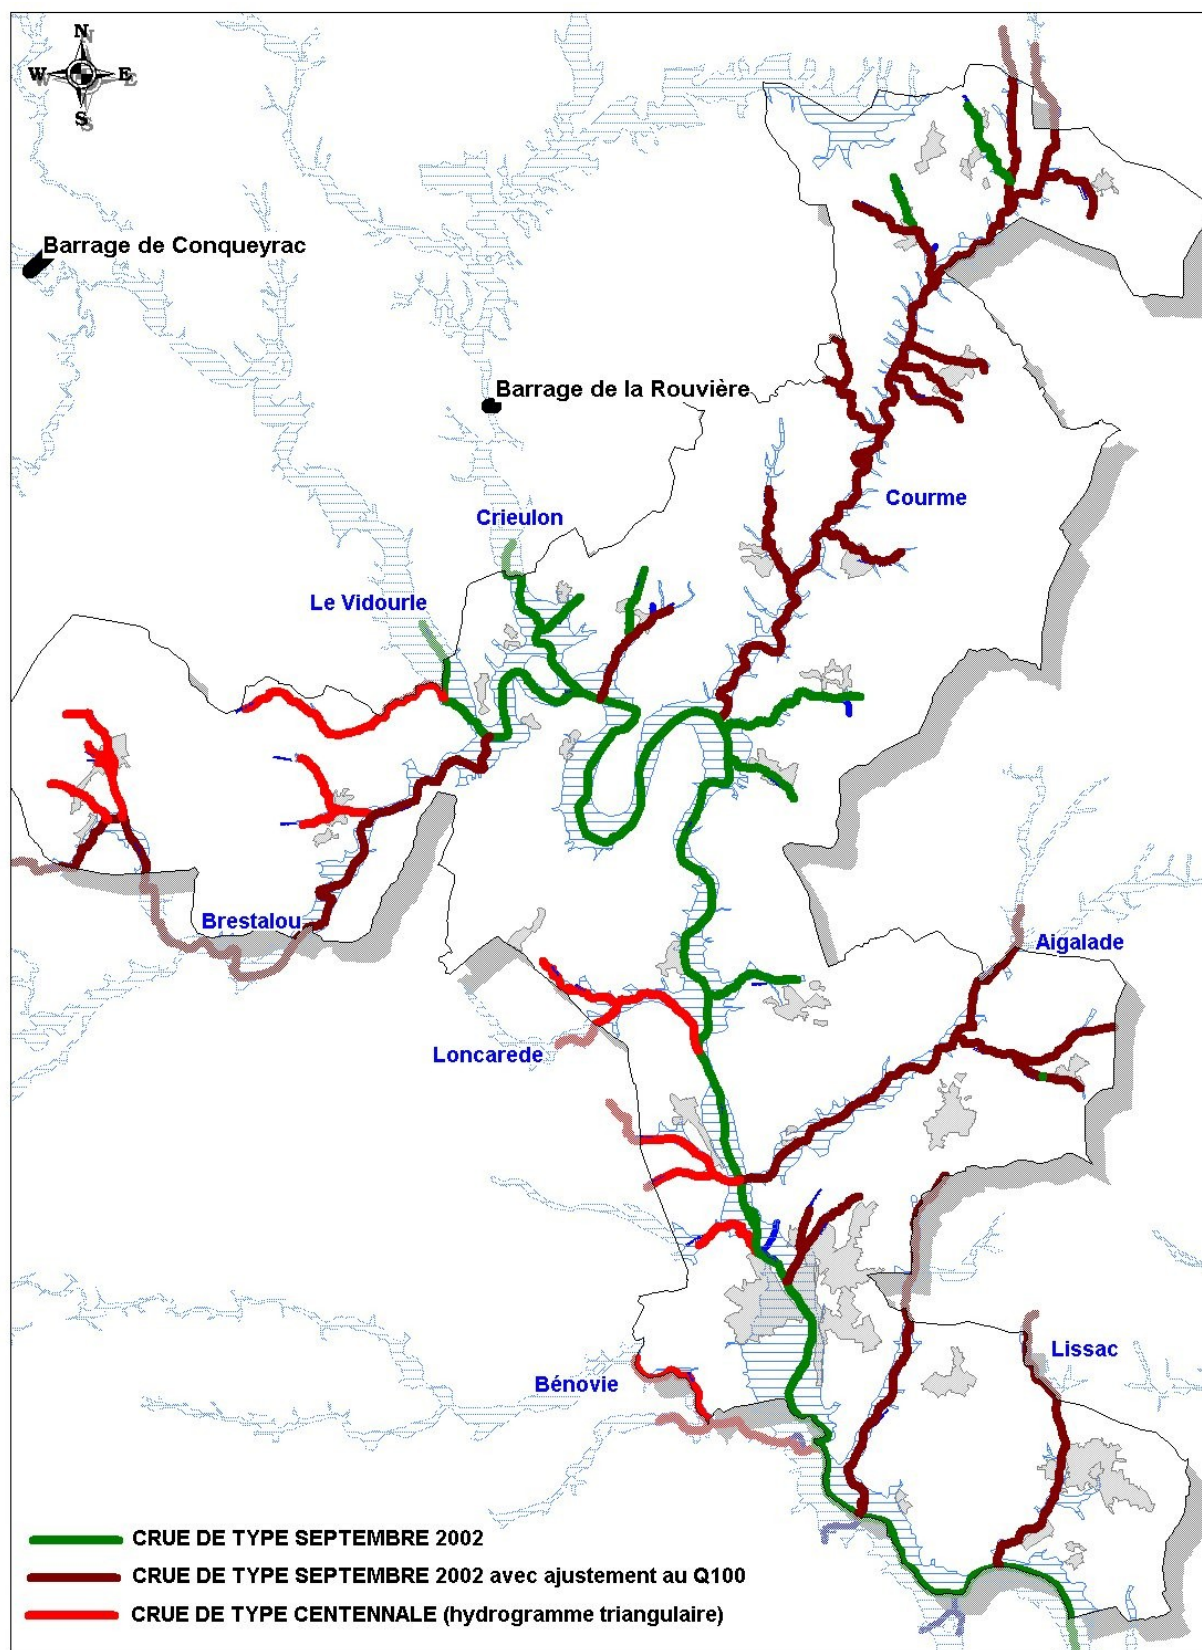 N
W E
S
Barrage de Conqueyrac
Barrage de la Rouvière
Courme
Crieulon
Le Vidourle
Brestalou
Aigalade
Loncarede
Lissac
Bénovie
CRUE DE TYPE SEPTEMBRE 2002
CRUE DE TYPE SEPTEMBRE 2002 avec ajustement au Q100
CRUE DE TYPE CENTENNALE (hydrogramme triangulaire)